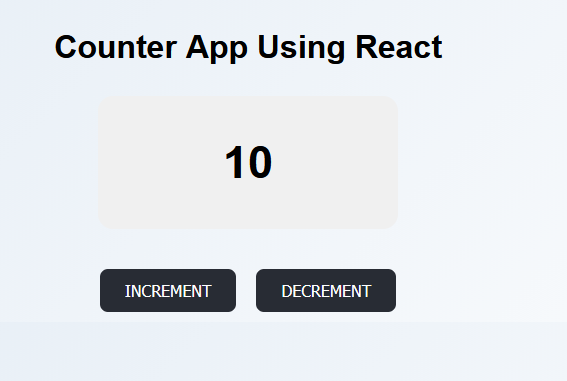 Counter App Using React
10
INCREMENT DECREMENT